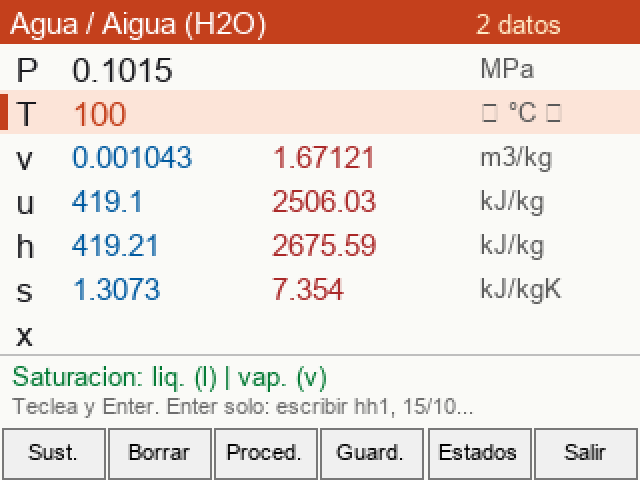 Agua / Aigua (H2O) 2 datos
P 0.1015 MPa
T 100 □ °C □
v 0.001043 1.67121 m3/kg
u 419.1 2506.03 kJ/kg
h 419.21 2675.59 kJ/kg
s 1.3073 7.354 kJ/kgK
x
Saturacion: liq. (l) | vap. (v)
Teclea y Enter. Enter solo: escribir hh1, 15/10...
Sust. Borrar Proced. Guard. Estados Salir